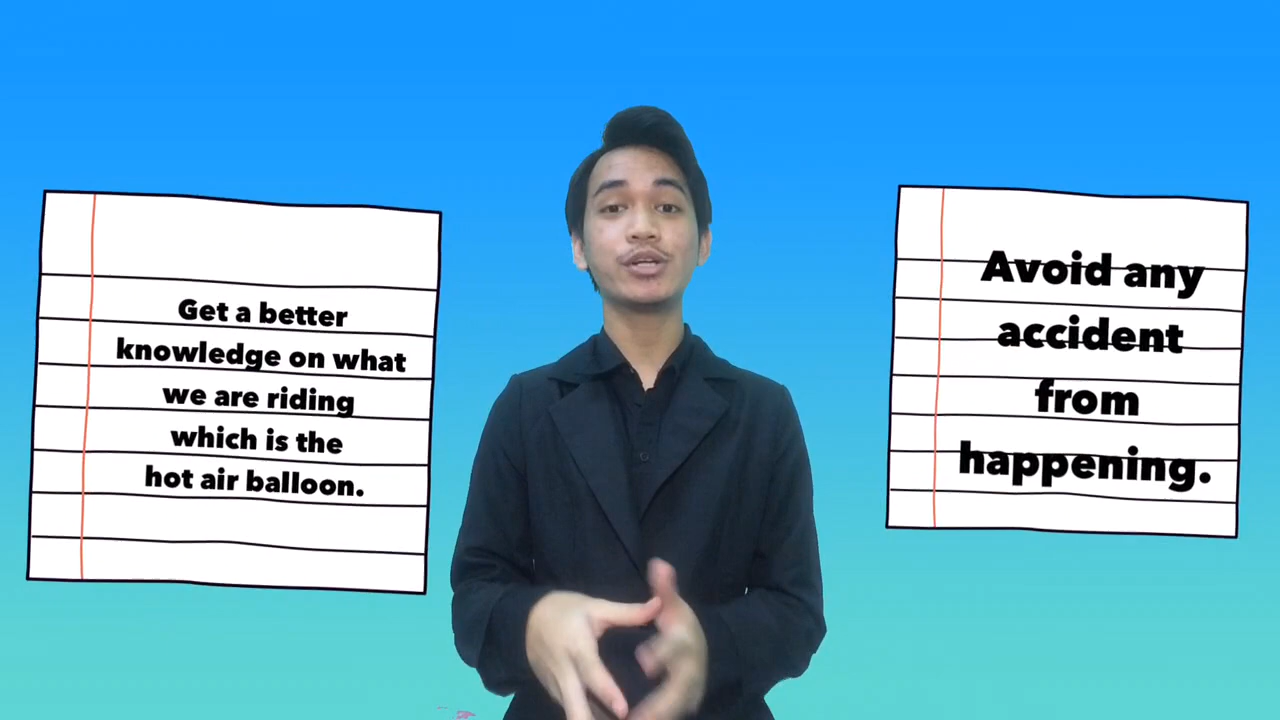 Get a better
knowledge on what
we are riding
which is the
hot air balloon.
Avoid any
accident
from
happening.